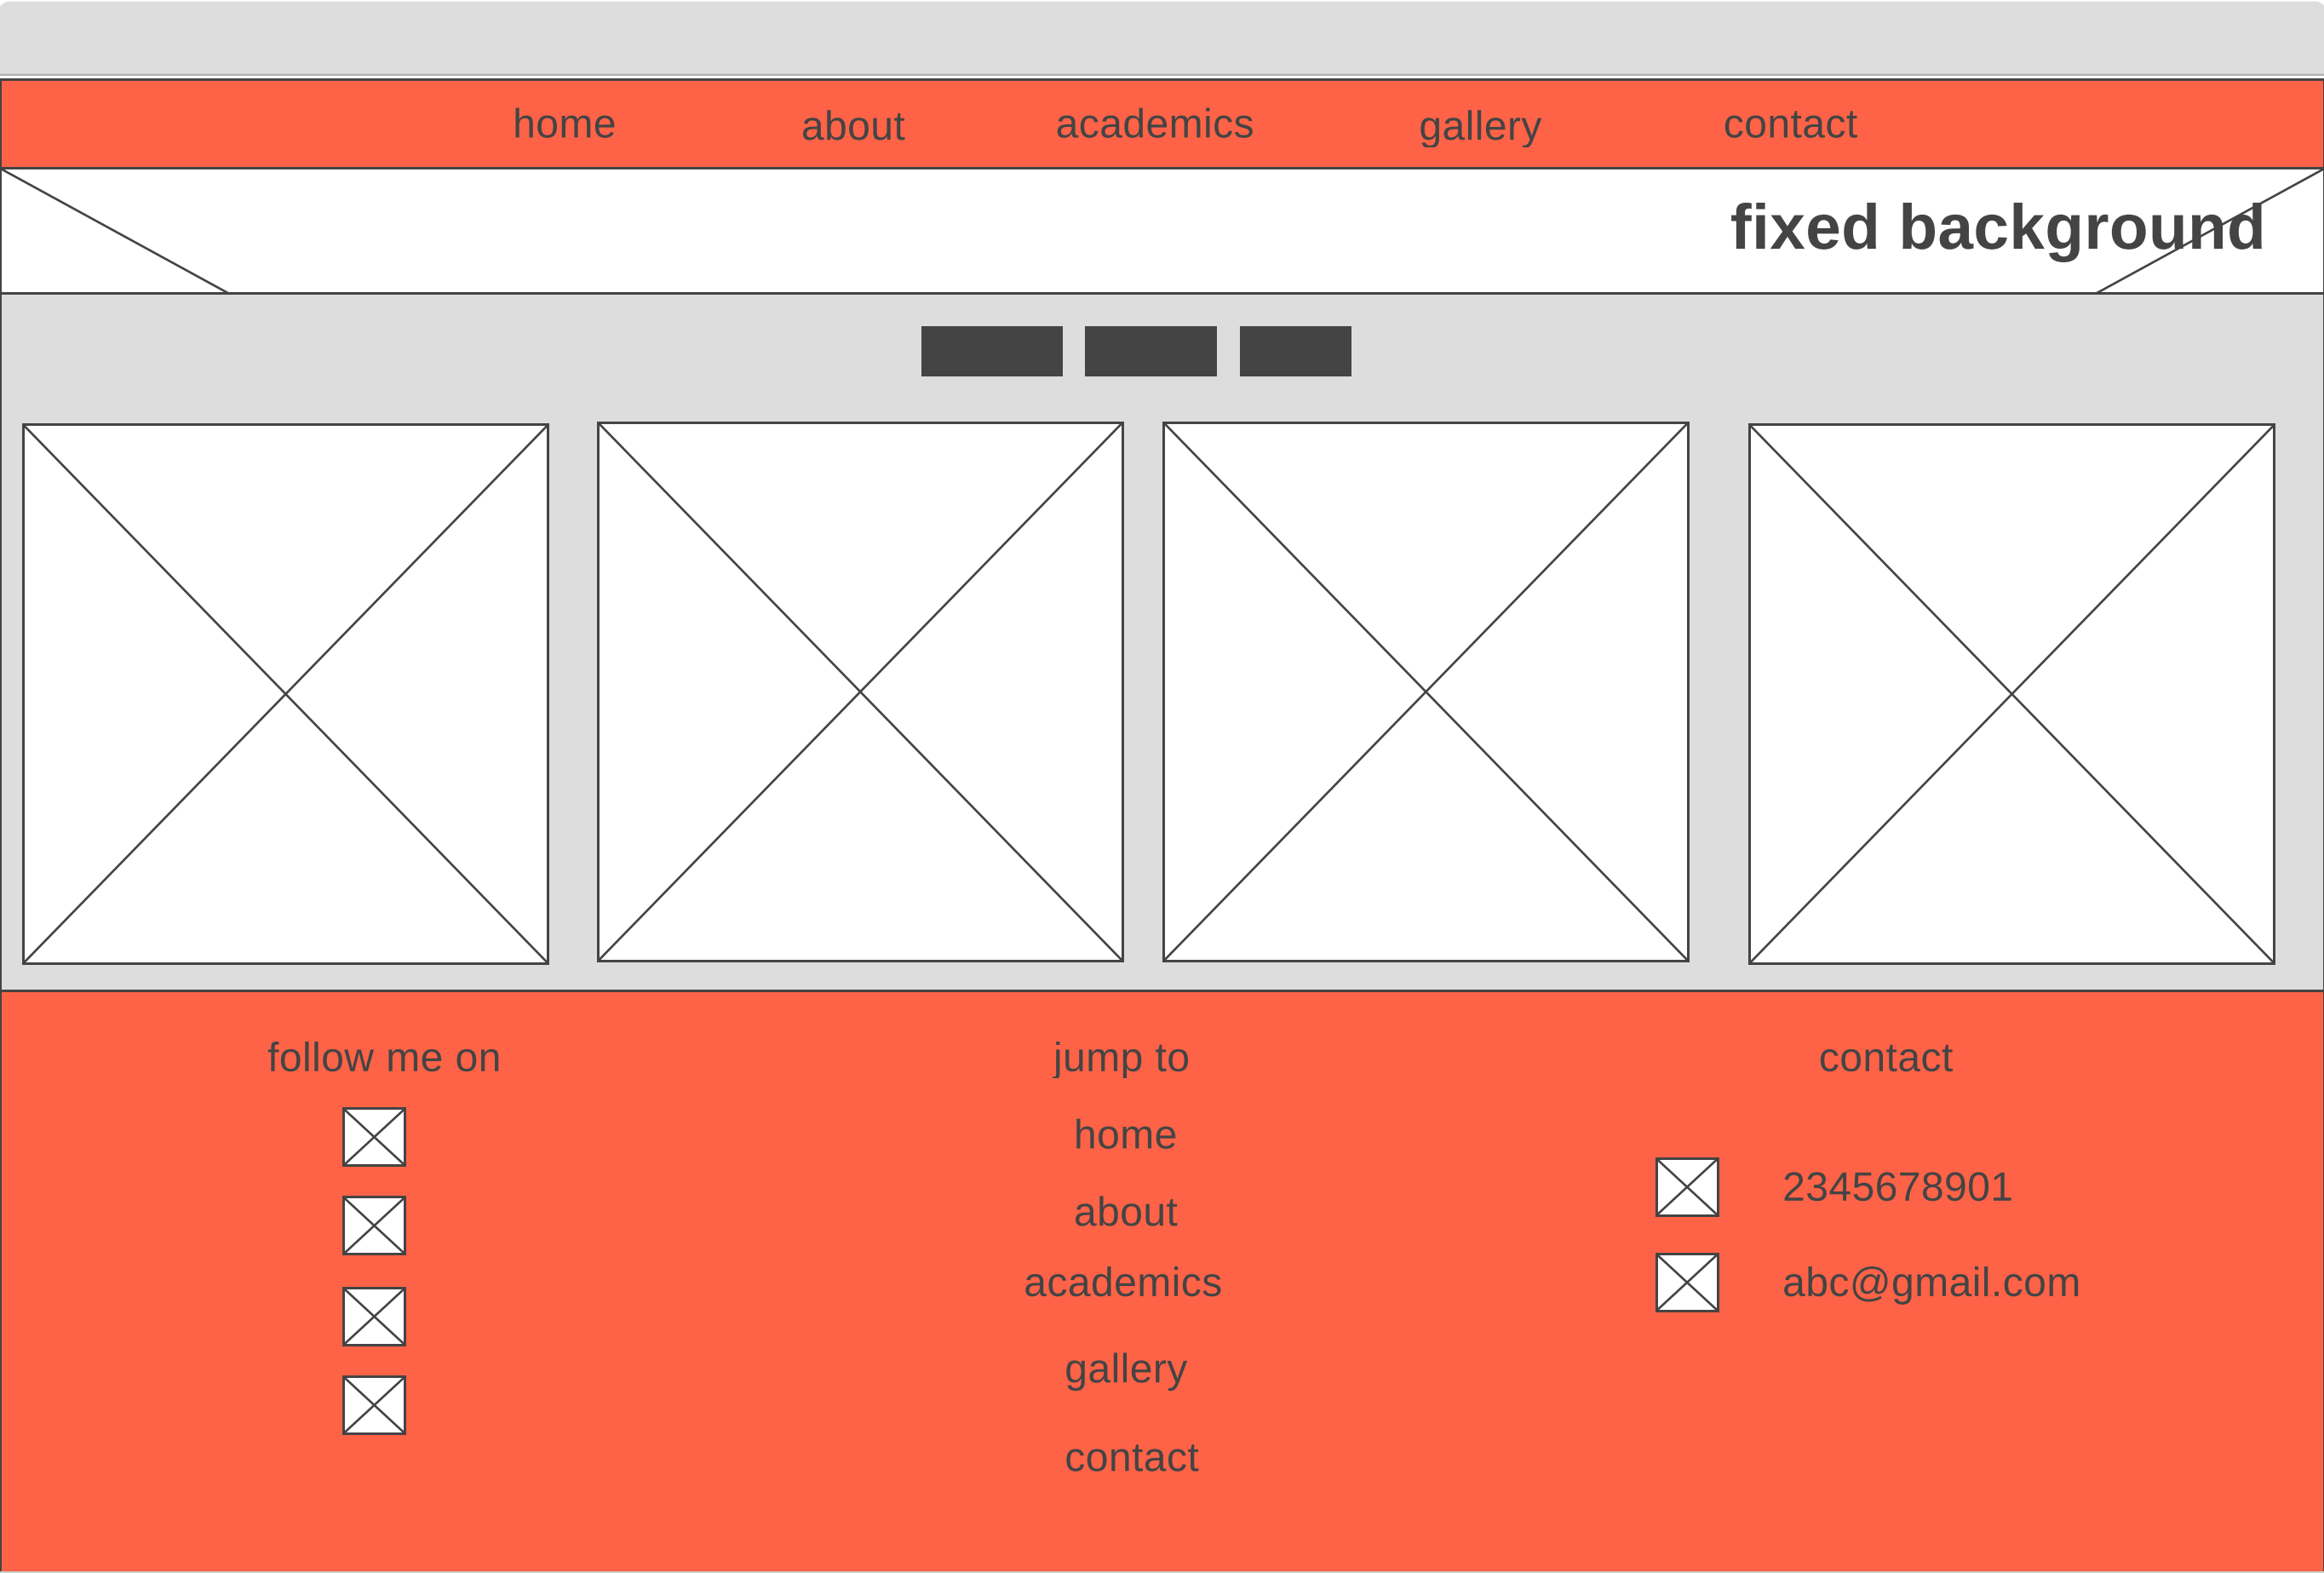 home about academics gallery contact
fixed background
follow me on
jump to
home
about
academics
gallery
contact
contact
2345678901
abc@gmail.com